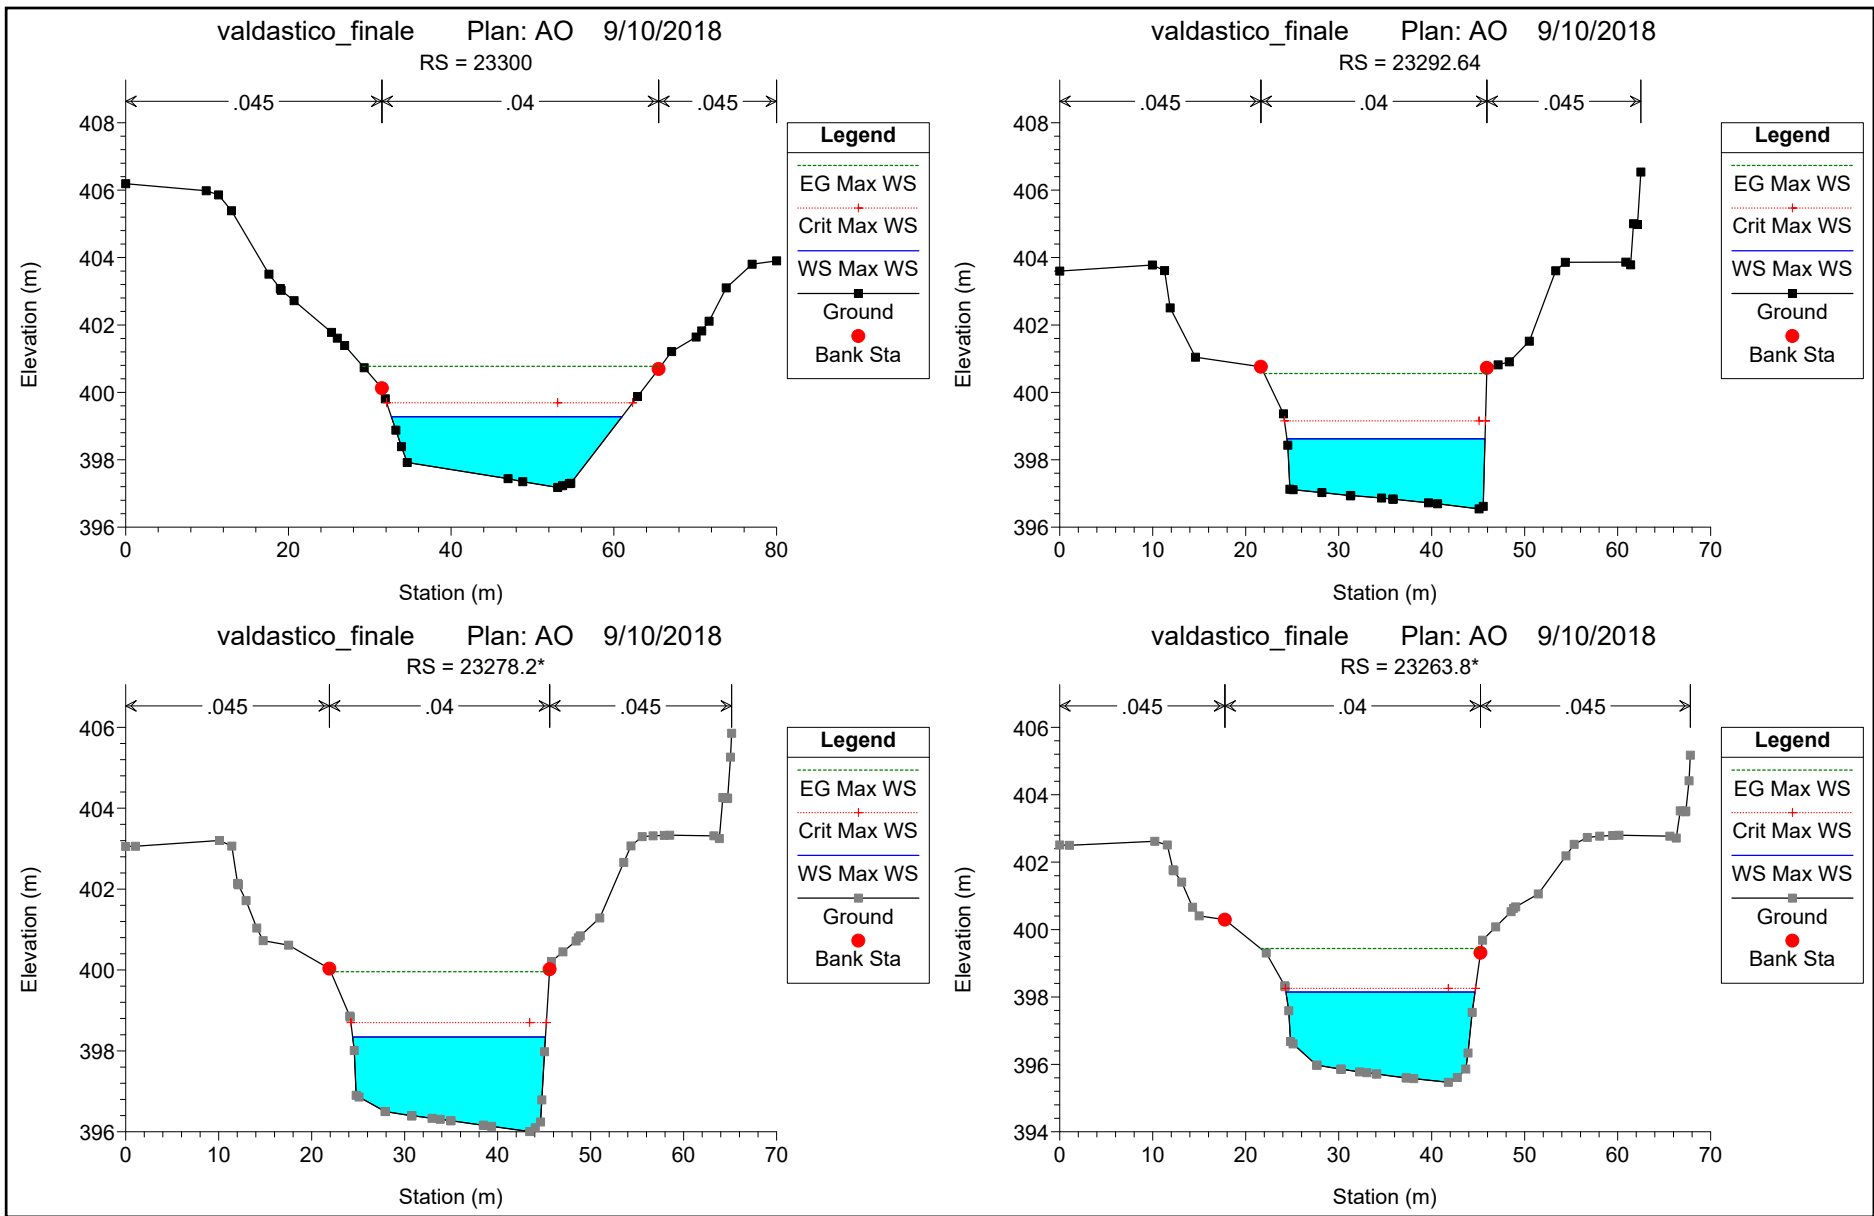 valdastico_finale Plan: AO 9/10/2018
RS = 23300
.045 .04 .045
408
406
404
402
400
398
396
Elevation (m)
0 20 40 60 80
Station (m)
Legend
EG Max WS
Crit Max WS
WS Max WS
Ground
Bank Sta
valdastico_finale Plan: AO 9/10/2018
RS = 23292.64
.045 .04 .045
408
406
404
402
400
398
396
Elevation (m)
0 10 20 30 40 50 60 70
Station (m)
Legend
EG Max WS
Crit Max WS
WS Max WS
Ground
Bank Sta
valdastico_finale Plan: AO 9/10/2018
RS = 23278.2*
.045 .04 .045
406
404
402
400
398
396
Elevation (m)
0 10 20 30 40 50 60 70
Station (m)
Legend
EG Max WS
Crit Max WS
WS Max WS
Ground
Bank Sta
valdastico_finale Plan: AO 9/10/2018
RS = 23263.8*
.045 .04 .045
406
404
402
400
398
396
394
Elevation (m)
0 10 20 30 40 50 60 70
Station (m)
Legend
EG Max WS
Crit Max WS
WS Max WS
Ground
Bank Sta